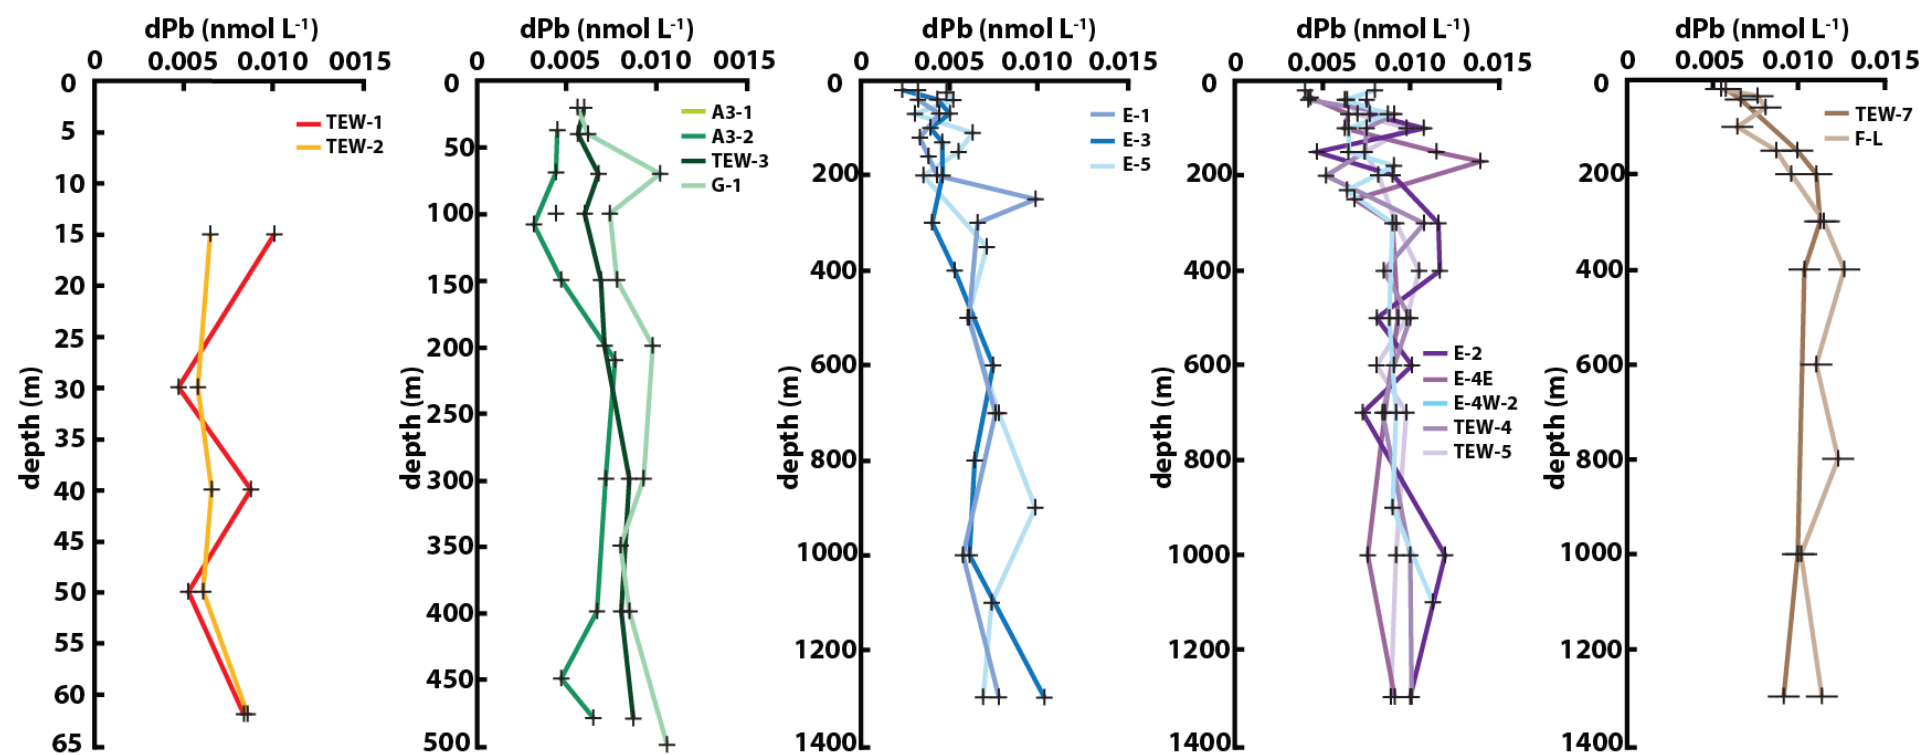 dPb (nmol L-1)
0 0.005 0.010 0015
0
5
10
15
20
25
30
35
40
45
50
55
60
65
depth (m)
TEW-1
TEW-2
dPb (nmol L-1)
0 0.005 0.010 0015
0
50
100
150
200
250
300
350
400
450
500
depth (m)
A3-1
A3-2
TEW-3
G-1
dPb (nmol L-1)
0 0.005 0.010 0.015
0
200
400
600
800
1000
1200
1400
depth (m)
E-1
E-3
E-5
dPb (nmol L-1)
0 0.005 0.010 0.015
0
200
400
600
800
1000
1200
1400
depth (m)
E-2
E-4E
E-4W-2
TEW-4
TEW-5
dPb (nmol L-1)
0 0.005 0.010 0.015
0
200
400
600
800
1000
1200
1400
depth (m)
TEW-7
F-L